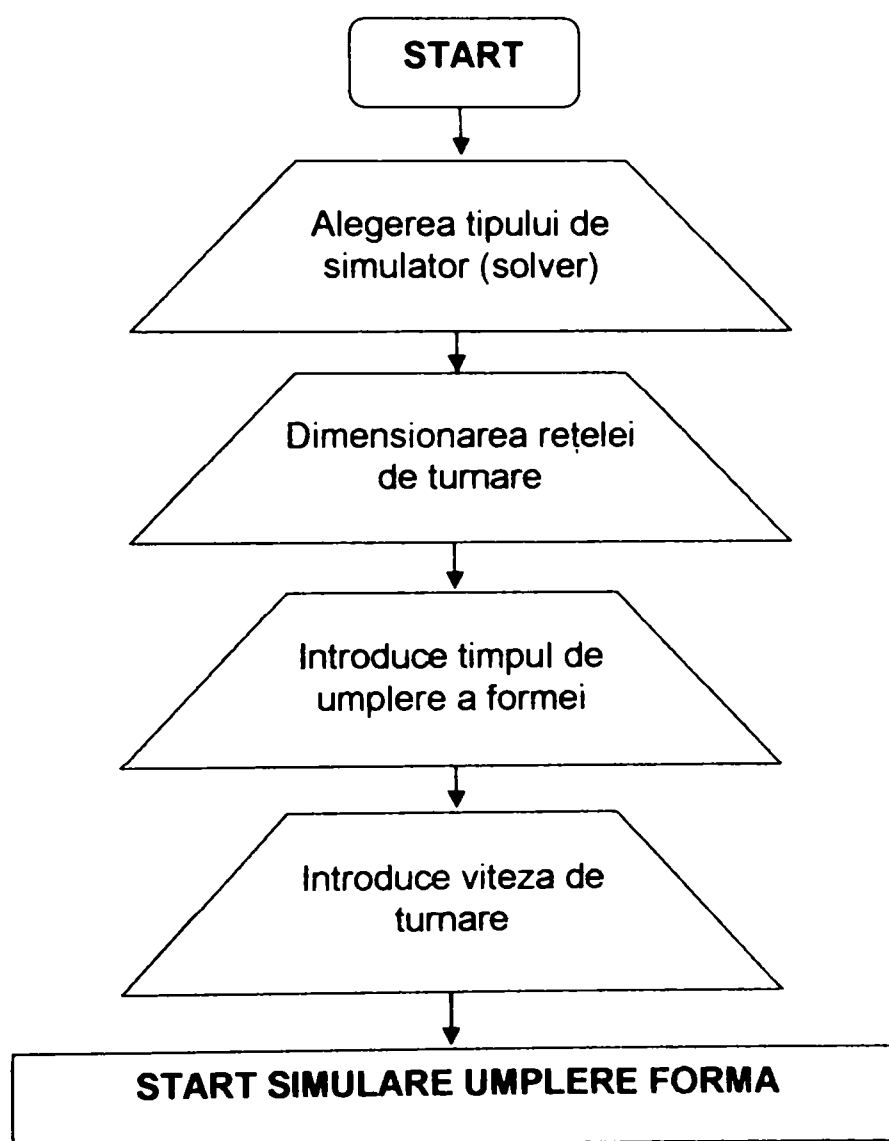 START
Alegerea tipului de
simulator (solver)
Dimensionarea rețelei
de turnare
Introduce timpul de
umplere a formei
Introduce viteza de
turnare
START SIMULARE UMPLERE FORMA